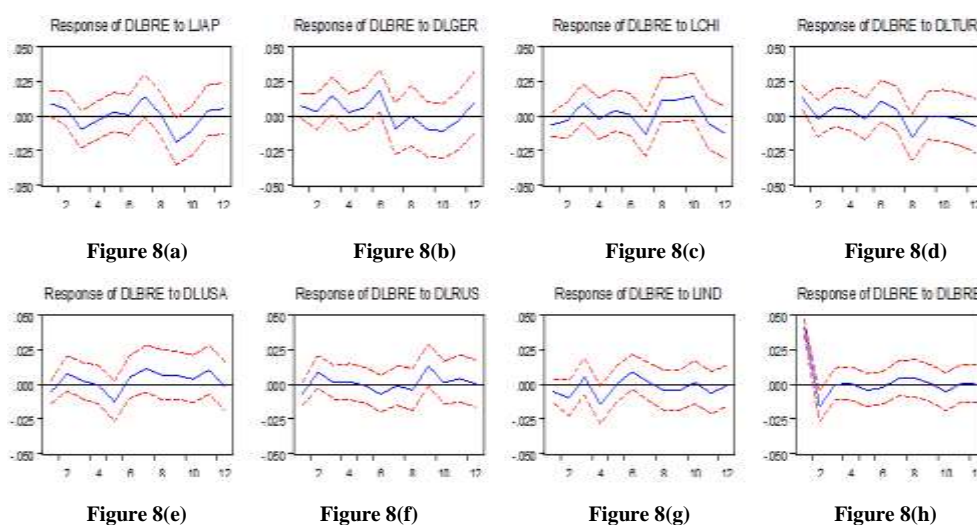 Response of DLBRE to LJAP
Response of DLBRE to DLGER
Response of DLBRE to LCHI
Response of DLBRE to DLTUR
.050
.025
.000
-.025
-.050
2 4 6 8 10 12
.050
.025
.000
-.025
-.050
2 4 6 8 10 12
.050
.025
.000
-.025
-.050
2 4 6 8 10 12
.050
.025
.000
-.025
-.050
2 4 6 8 10 12
Figure 8(a)
Figure 8(b)
Figure 8(c)
Figure 8(d)
Response of DLBRE to DLUSA
Response of DLBRE to DLRUS
Response of DLBRE to LIND
Response of DLBRE to DLBRE
.050
.025
.000
-.025
-.050
2 4 6 8 10 12
.050
.025
.000
-.025
-.050
2 4 6 8 10 12
.050
.025
.000
-.025
-.050
2 4 6 8 10 12
.050
.025
.000
-.025
-.050
2 4 6 8 10 12
Figure 8(e)
Figure 8(f)
Figure 8(g)
Figure 8(h)